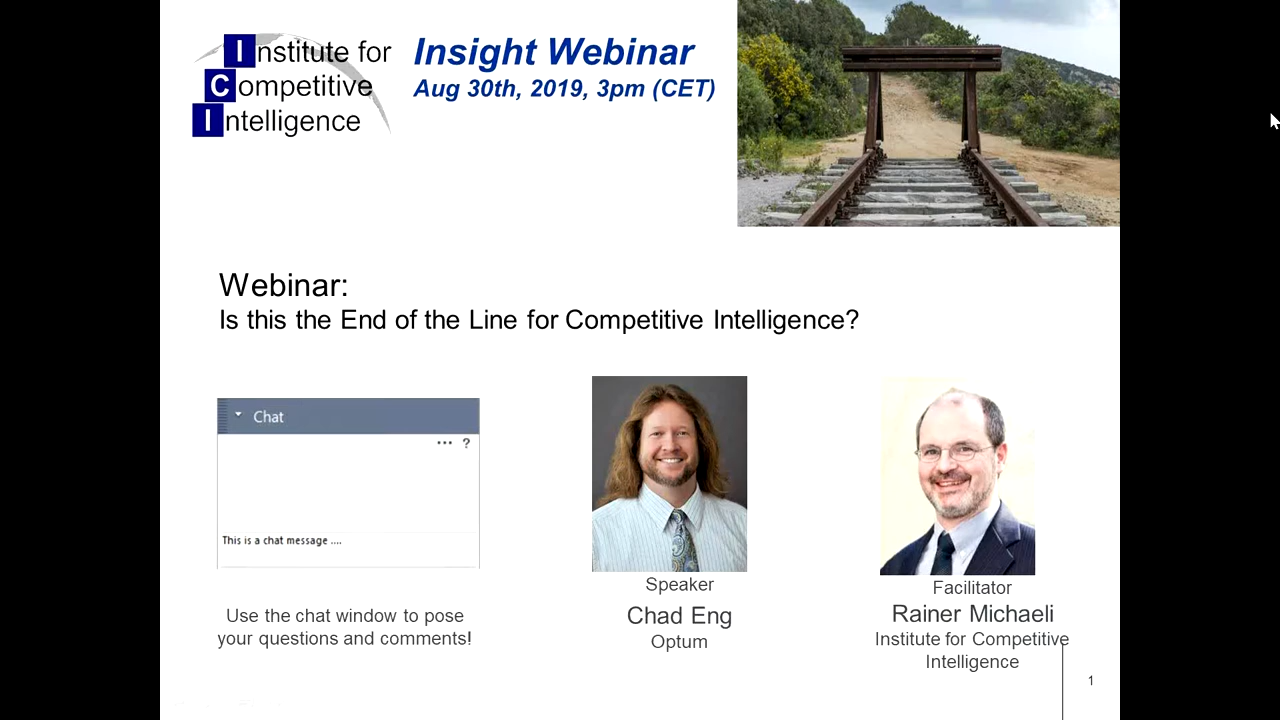 Institute for
Competitive
Intelligence
Insight Webinar
Aug 30th, 2019, 3pm (CET)
Webinar:
Is this the End of the Line for Competitive Intelligence?
Chat
... ?
This is a chat message ....
Use the chat window to pose
your questions and comments!
Speaker
Chad Eng
Optum
Facilitator
Rainer Michaeli
Institute for Competitive
Intelligence
1